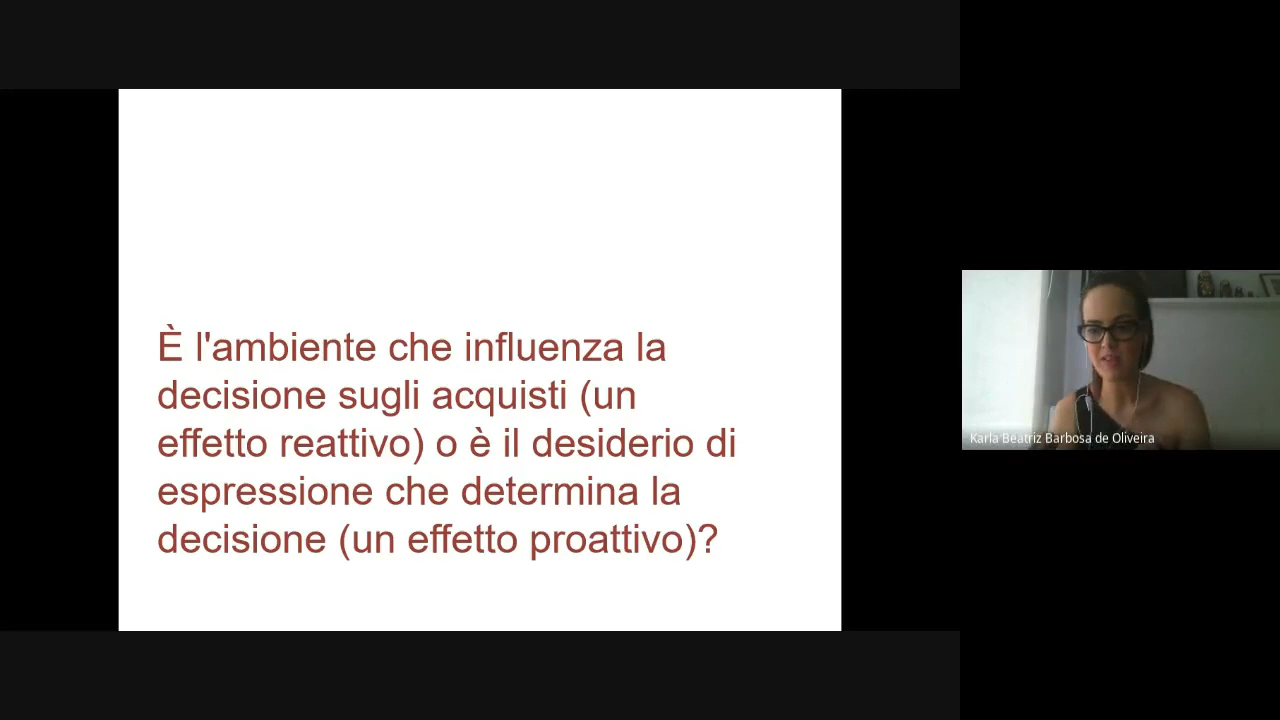 È l'ambiente che influenza la
decisione sugli acquisti (un
effetto reattivo) o è il desiderio di
espressione che determina la
decisione (un effetto proattivo)?
Karla Beatriz Barbosa de Oliveira